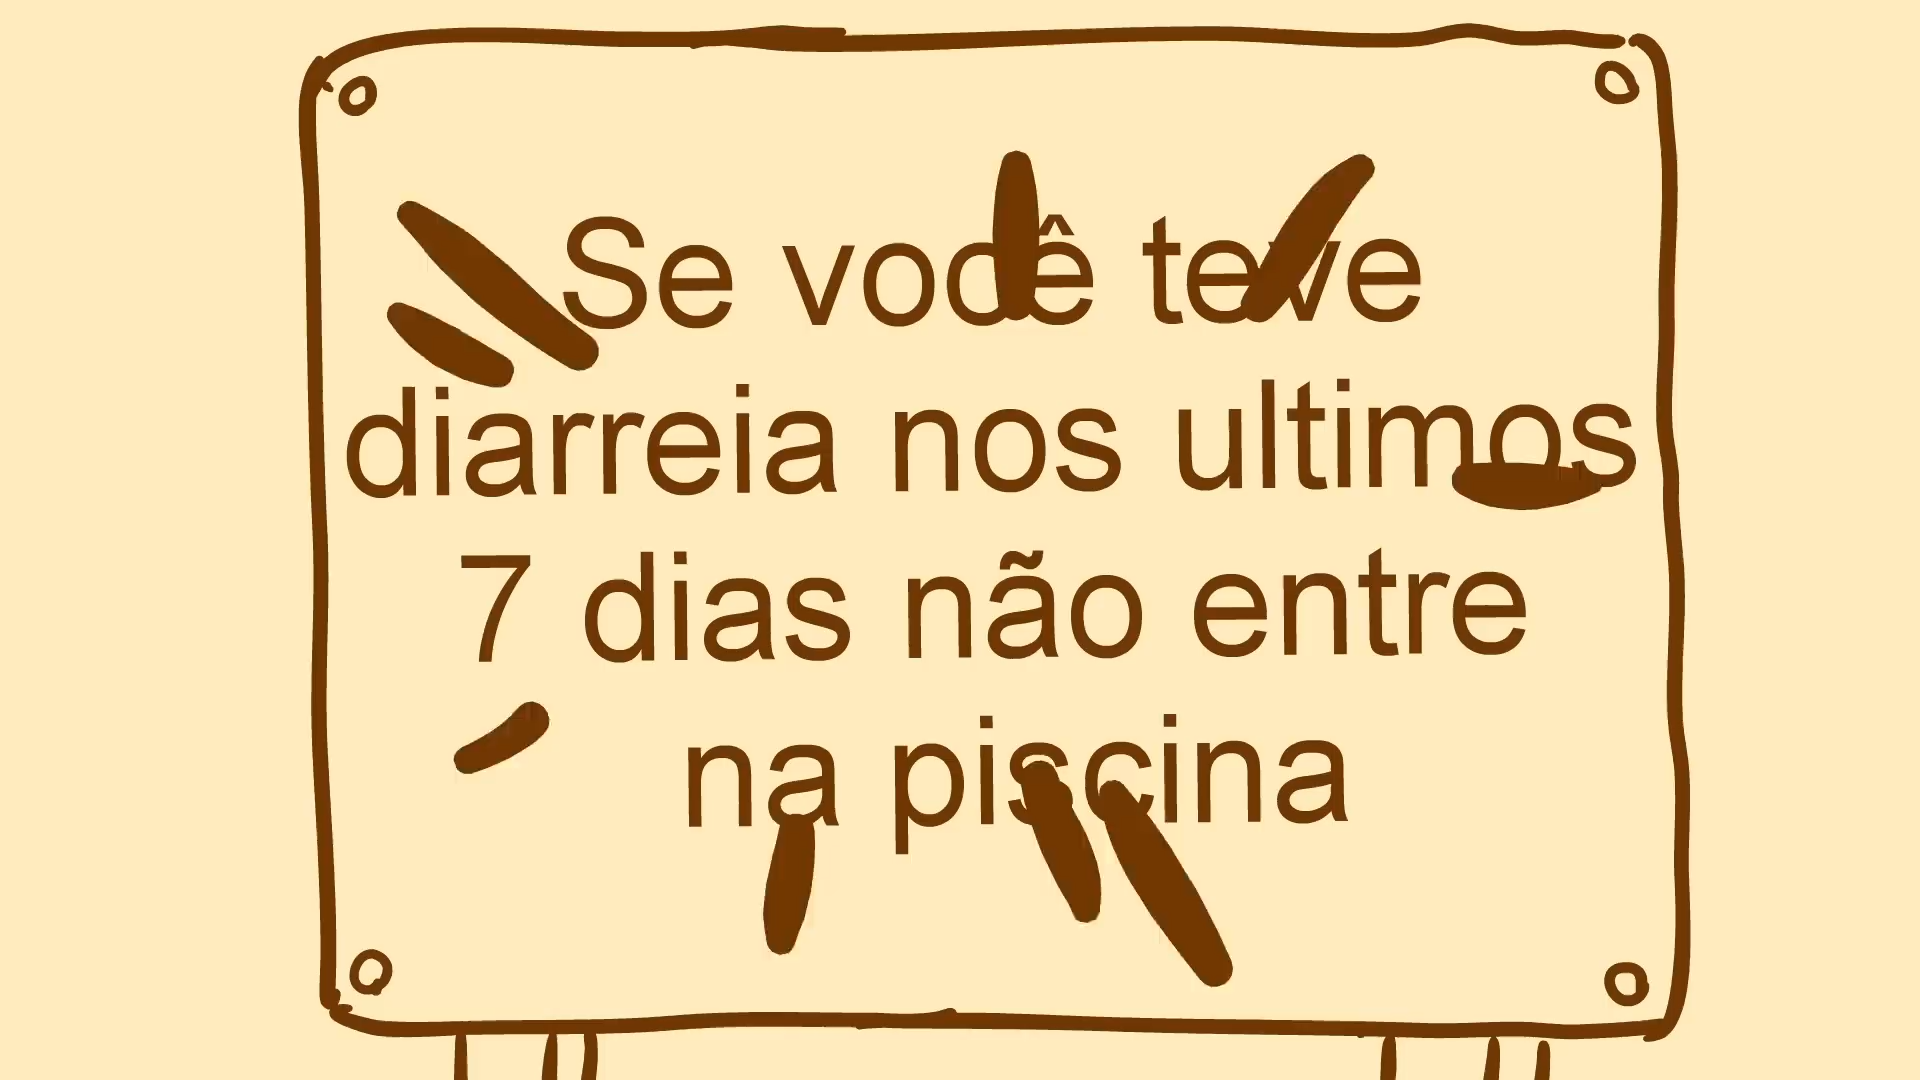 Se você teve
diarreia nos ultimos
7 dias não entre
na piscina